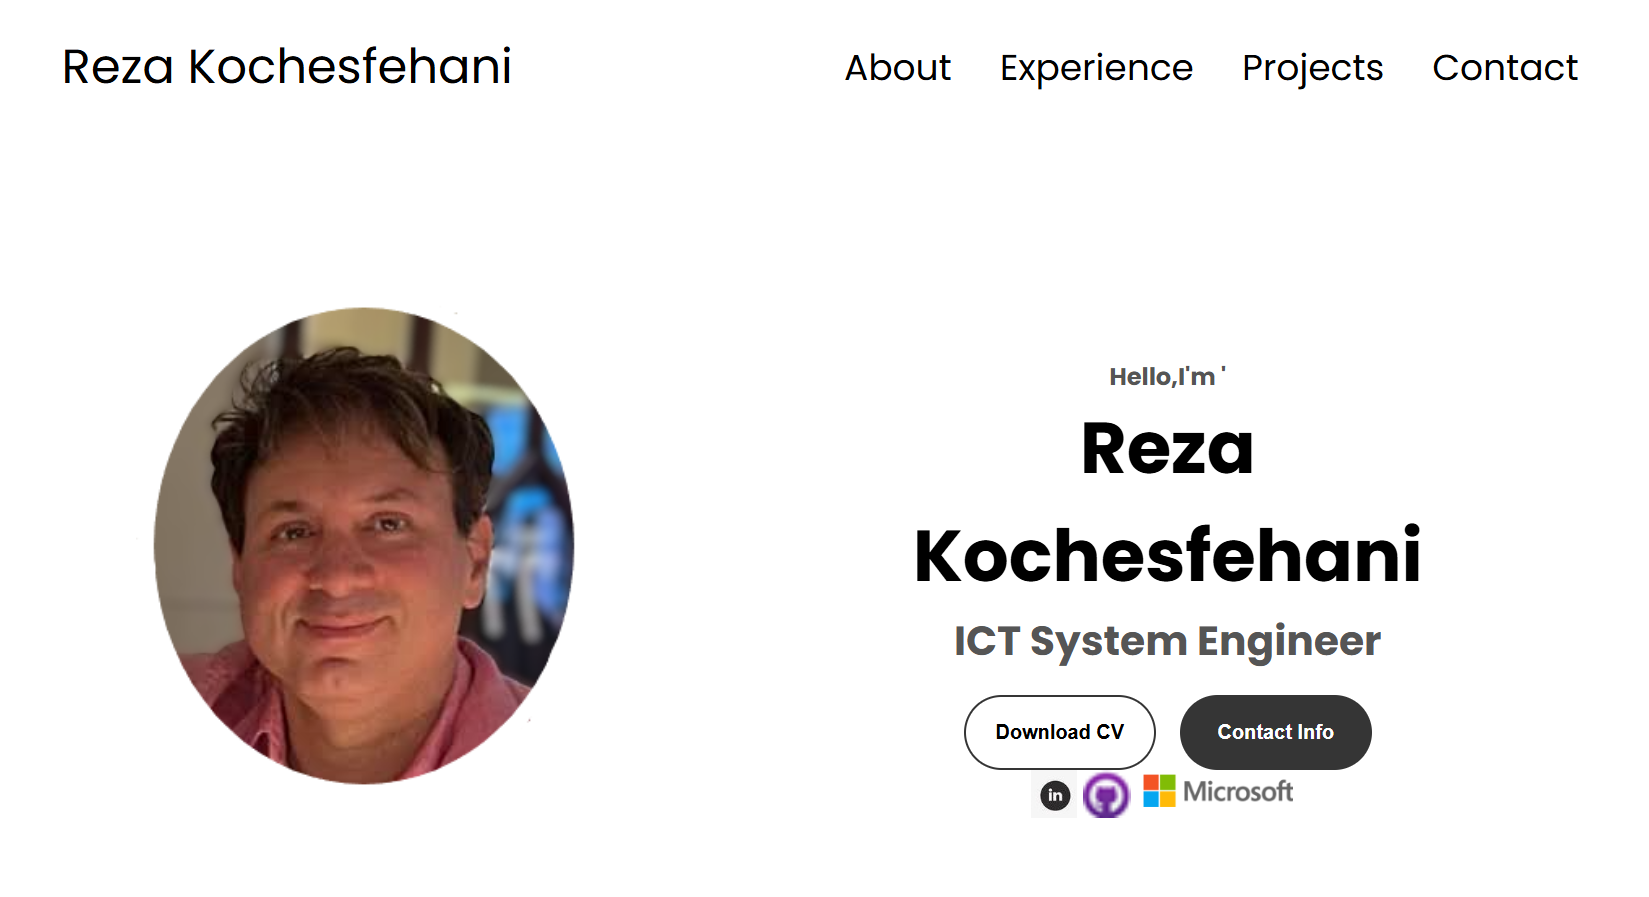 Reza Kochesfehani
About Experience Projects Contact
Hello,I'm '
Reza
Kochesfehani
ICT System Engineer
Download CV
Contact Info
in
Microsoft